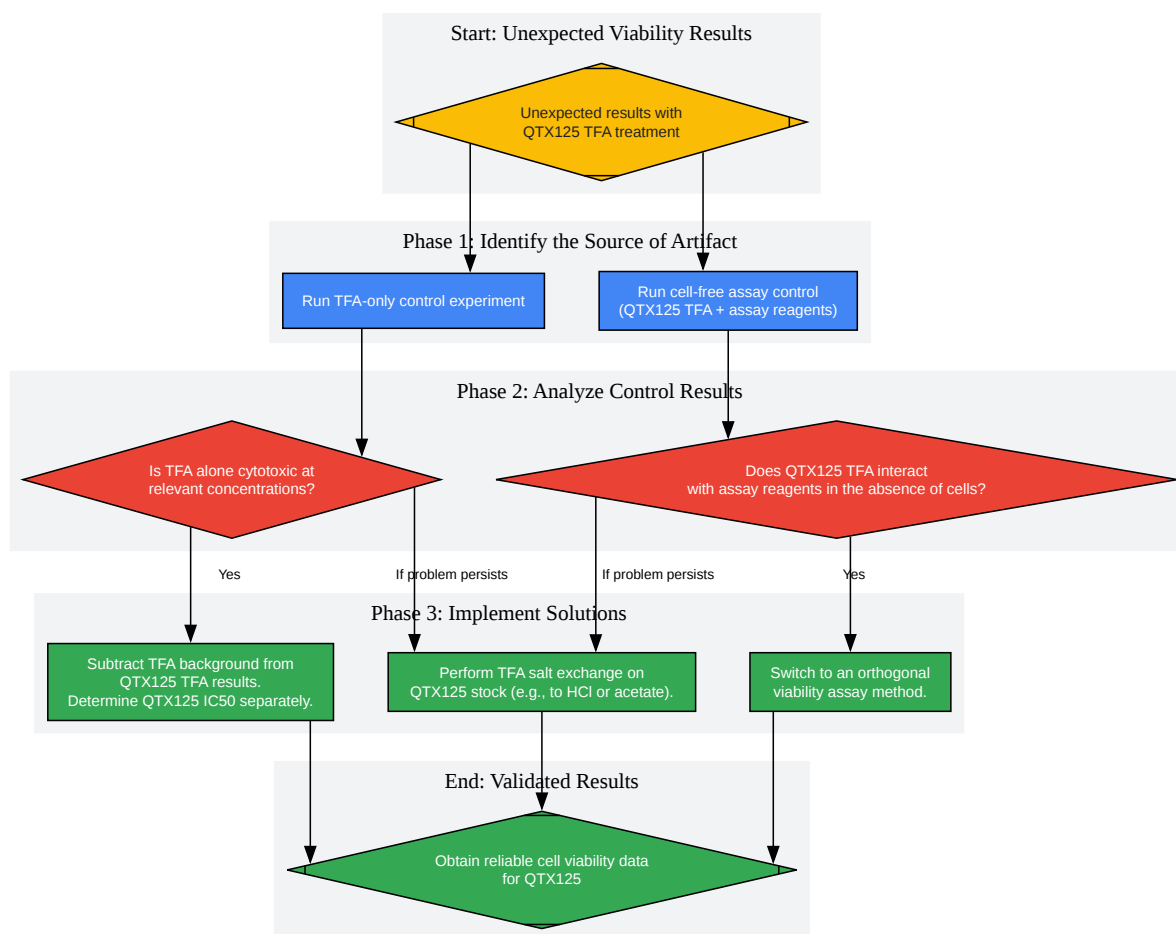 Start: Unexpected Viability Results
Unexpected results with
QTX125 TFA treatment
Phase 1: Identify the Source of Artifact
Run TFA-only control experiment
Run cell-free assay control
(QTX125 TFA + assay reagents)
Phase 2: Analyze Control Results
Is TFA alone cytotoxic at
relevant concentrations?
Does QTX125 TFA interact
with assay reagents in the absence of cells?
Yes
If problem persists
If problem persists
Yes
Phase 3: Implement Solutions
Subtract TFA background from
QTX125 TFA results.
Determine QTX125 IC50 separately.
Perform TFA salt exchange on
QTX125 stock (e.g., to HCl or acetate).
Switch to an orthogonal
viability assay method.
End: Validated Results
Obtain reliable cell viability data
for QTX125